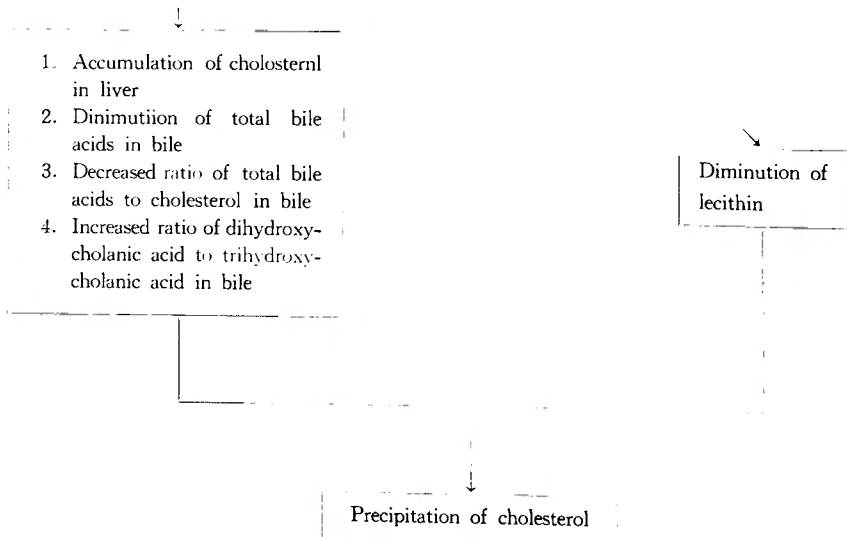 1. Accumulation of cholosternl
in liver
2. Dinimutiion of total bile
acids in bile
3. Decreased ratio of total bile
acids to cholesterol in bile
4. Increased ratio of dihydroxy-
cholanic acid to trihydroxy-
cholanic acid in bile
Diminution of
lecithin
Precipitation of cholesterol